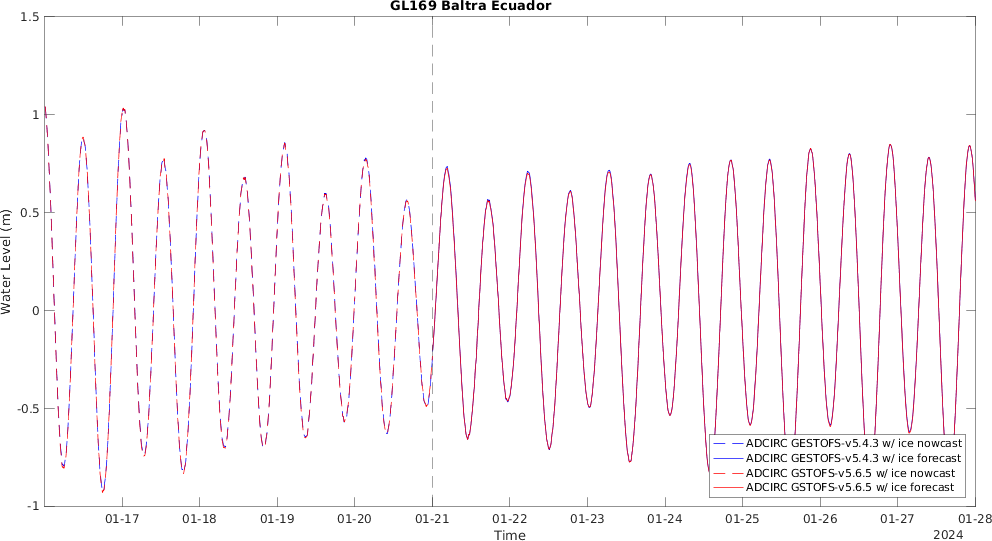 GL169 Baltra Ecuador
1.5
1
0.5
0
-0.5
-1
Water Level (m)
ADCIRC GESTOFS-v5.4.3 w/ ice nowcast
ADCIRC GESTOFS-v5.4.3 w/ ice forecast
ADCIRC GSTOFS-v5.6.5 w/ ice nowcast
ADCIRC GSTOFS-v5.6.5 w/ ice forecast
01-17 01-18 01-19 01-20 01-21 01-22 01-23 01-24 01-25 01-26 01-27 01-28
Time
2024